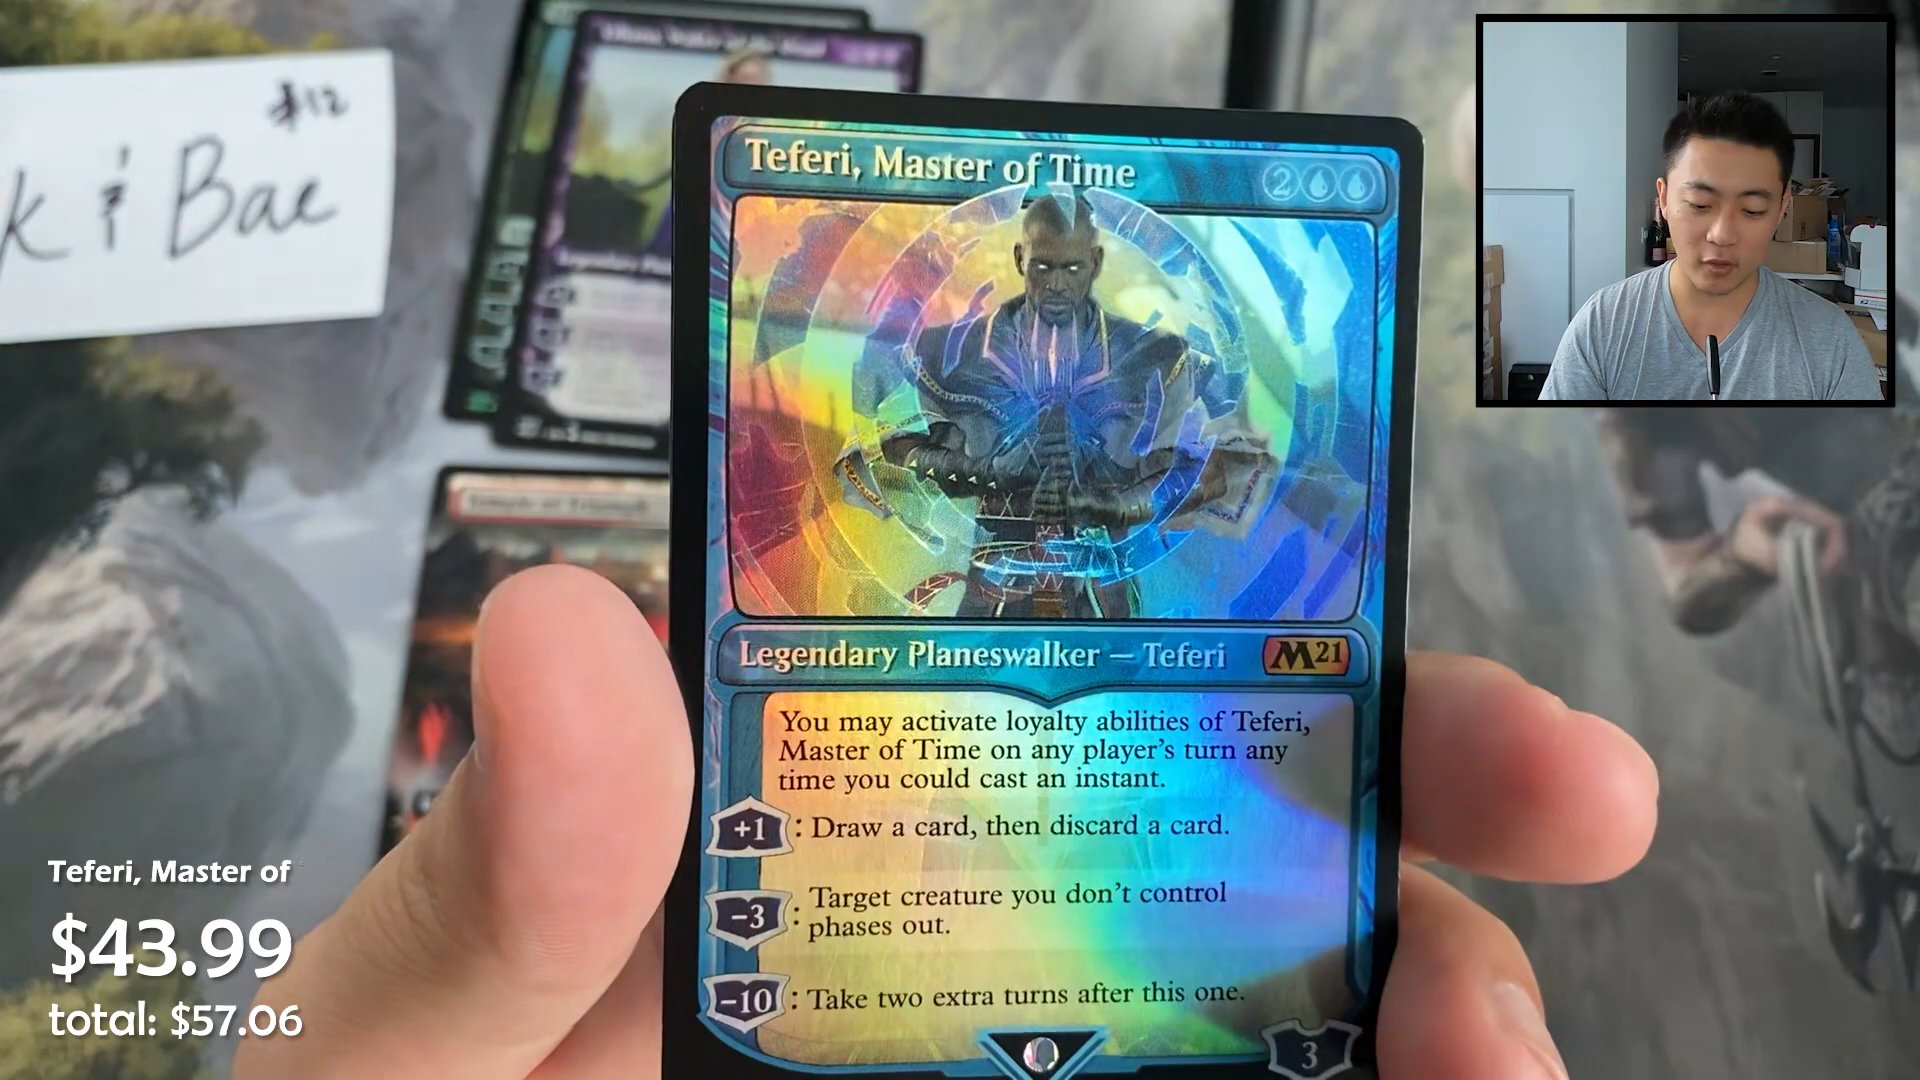 $12
k & Bae
Teferi, Master of Time 2
Legendary Planeswalker — Teferi M21
You may activate loyalty abilities of Teferi,
Master of Time on any player's turn any
time you could cast an instant.
+1: Draw a card, then discard a card.
−3: Target creature you don't control
phases out.
−10: Take two extra turns after this one.
3
Teferi, Master of
$43.99
total: $57.06